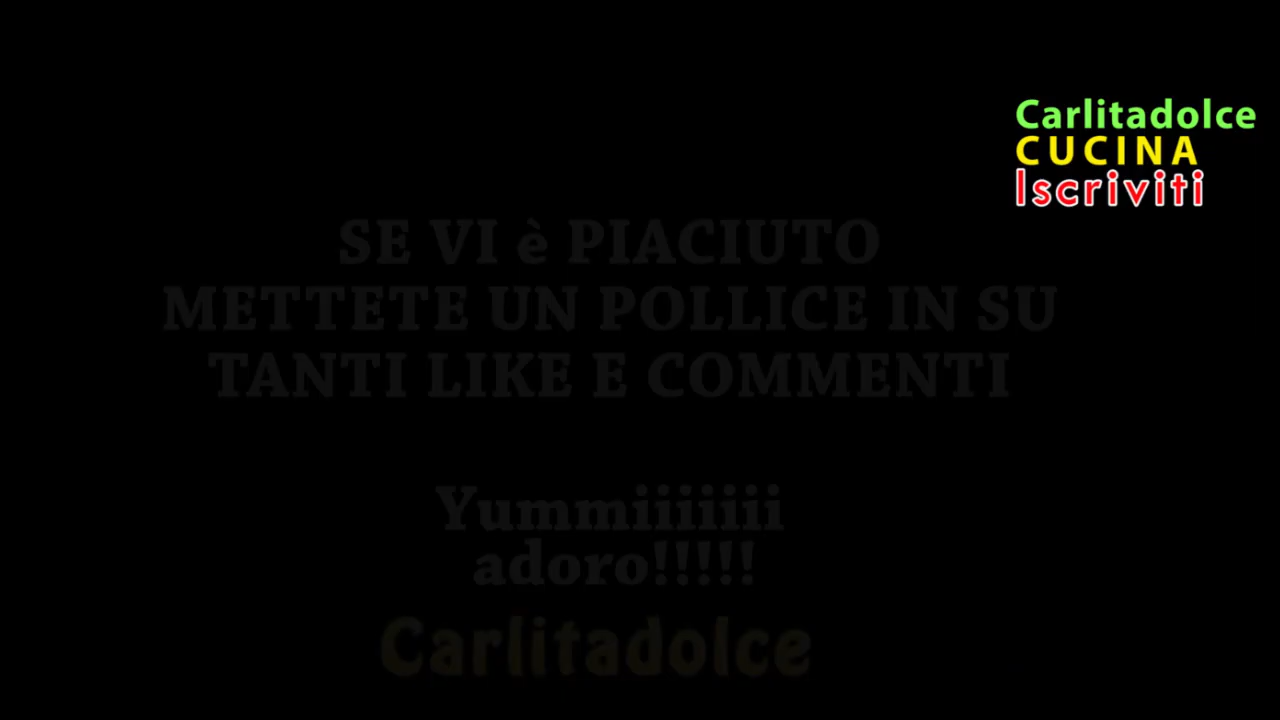 Carlitadolce
CUCINA
Iscriviti
SE VI è PIACIUTO
METTETE UN POLLICE IN SU
TANTI LIKE E COMMENTI
Yummiiiiiii
adoro!!!!!
Carlitadolce